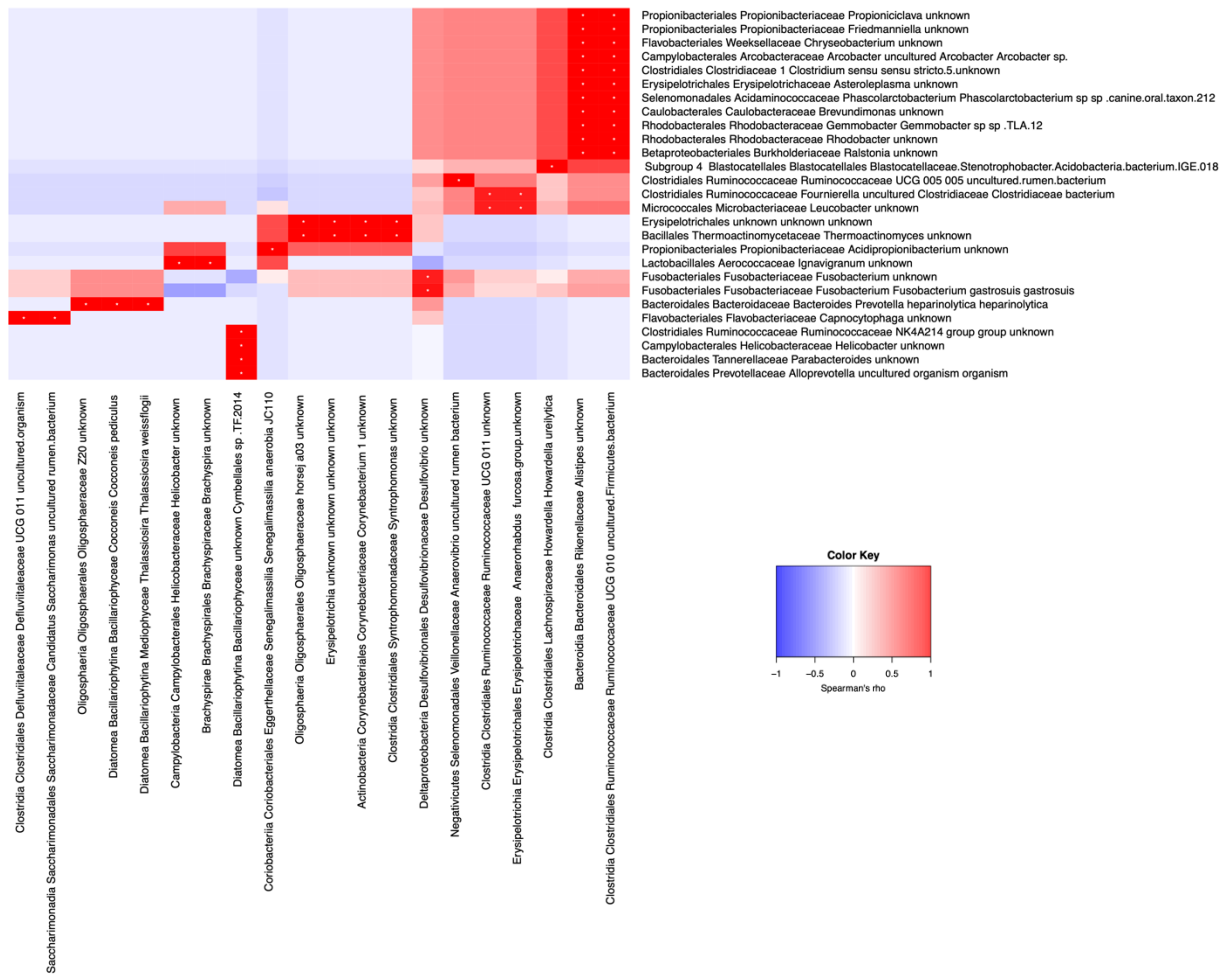 Propionibacteriales Propionibacteriaceae Propioniciclava unknown
Propionibacteriales Propionibacteriaceae Friedmanniella unknown
Flavobacteriales Weeksellaceae Chryseobacterium unknown
Campylobacterales Arcobacteraceae Arcobacter uncultured Arcobacter Arcobacter sp.
Clostridiales Clostridiaceae 1 Clostridium sensu sensu stricto.5.unknown
Erysipelotrichales Erysipelotrichaceae Asteroleplasma unknown
Selenomonadales Acidaminococcaceae Phascolarctobacterium Phascolarctobacterium sp sp .canine.oral.taxon.212
Caulobacterales Caulobacteraceae Brevundimonas unknown
Rhodobacterales Rhodobacteraceae Gemmobacter Gemmobacter sp sp .TLA.12
Rhodobacterales Rhodobacteraceae Rhodobacter unknown
Betaproteobacteriales Burkholderiaceae Ralstonia unknown
Subgroup 4 Blastocatellales Blastocatellales Blastocatellaceae.Stenotrophobacter.Acidobacteria.bacterium.IGE.018
Clostridiales Ruminococcaceae Ruminococcaceae UCG 005 005 uncultured.rumen.bacterium
Clostridiales Ruminococcaceae Fournierella uncultured Clostridiaceae Clostridiaceae bacterium
Micrococcales Microbacteriaceae Leucobacter unknown
Erysipelotrichales unknown unknown unknown
Bacillales Thermoactinomycetaceae Thermoactinomyces unknown
Propionibacteriales Propionibacteriaceae Acidipropionibacterium unknown
Lactobacillales Aerococcaceae Ignavigranum unknown
Fusobacteriales Fusobacteriaceae Fusobacterium unknown
Fusobacteriales Fusobacteriaceae Fusobacterium Fusobacterium gastrosuis gastrosuis
Bacteroidales Bacteroidaceae Bacteroides Prevotella heparinolytica heparinolytica
Flavobacteriales Flavobacteriaceae Capnocytophaga unknown
Clostridiales Ruminococcaceae Ruminococcaceae NK4A214 group group unknown
Campylobacterales Helicobacteraceae Helicobacter unknown
Bacteroidales Tannerellaceae Parabacteroides unknown
Bacteroidales Prevotellaceae Alloprevotella uncultured organism organism
Clostridia Clostridiales Defluviitaleaceae Defluviitaleaceae UCG 011 uncultured.organism
Saccharimonadia Saccharimonadales Saccharimonadaceae Candidatus Saccharimonas uncultured rumen.bacterium
Oligosphaeria Oligosphaerales Oligosphaeraceae Z20 unknown
Diatomea Bacillariophytina Bacillariophyceae Cocconeis Cocconeis pediculus
Diatomea Bacillariophytina Mediophyceae Thalassiosira Thalassiosira weissflogii
Campylobacteria Campylobacterales Helicobacteraceae Helicobacter unknown
Brachyspirae Brachyspirales Brachyspiraceae Brachyspira unknown
Diatomea Bacillariophytina Bacillariophyceae unknown Cymbellales sp .TF.2014
Coriobacteriia Coriobacteriales Eggerthellaceae Senegalimassilia Senegalimassilia anaerobia JC110
Oligosphaeria Oligosphaerales Oligosphaeraceae horsej a03 unknown
Erysipelotrichia unknown unknown unknown unknown
Actinobacteria Corynebacteriales Corynebacteriaceae Corynebacterium 1 unknown
Clostridia Clostridiales Syntrophomonadaceae Syntrophomonas unknown
Deltaproteobacteria Desulfovibrionales Desulfovibrionaceae Desulfovibrio unknown
Negativicutes Selenomonadales Veillonellaceae Anaerovibrio uncultured rumen bacterium
Clostridia Clostridiales Ruminococcaceae Ruminococcaceae UCG 011 unknown
Erysipelotrichia Erysipelotrichales Erysipelotrichaceae Anaerorhabdus furcosa.group.unknown
Clostridia Clostridiales Lachnospiraceae Howardella Howardella ureilytica
Bacteroidia Bacteroidales Rikenellaceae Alistipes unknown
Clostridia Clostridiales Ruminococcaceae Ruminococcaceae UCG 010 uncultured.Firmicutes.bacterium
Color Key
−1 −0.5 0 0.5 1
Spearman's rho